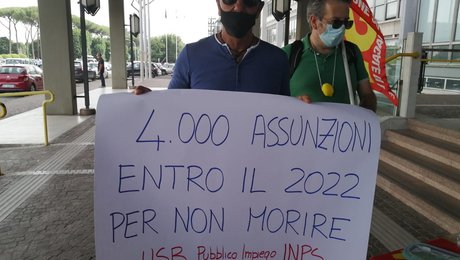 4.000 ASSUNZIONI
ENTRO IL 2022
PER NON MORIRE
USB Pubblico Impiego INPS